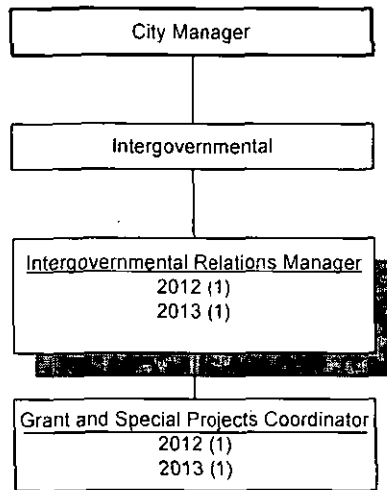 City Manager
Intergovernmental
Intergovernmental Relations Manager
2012 (1)
2013 (1)
Grant and Special Projects Coordinator
2012 (1)
2013 (1)